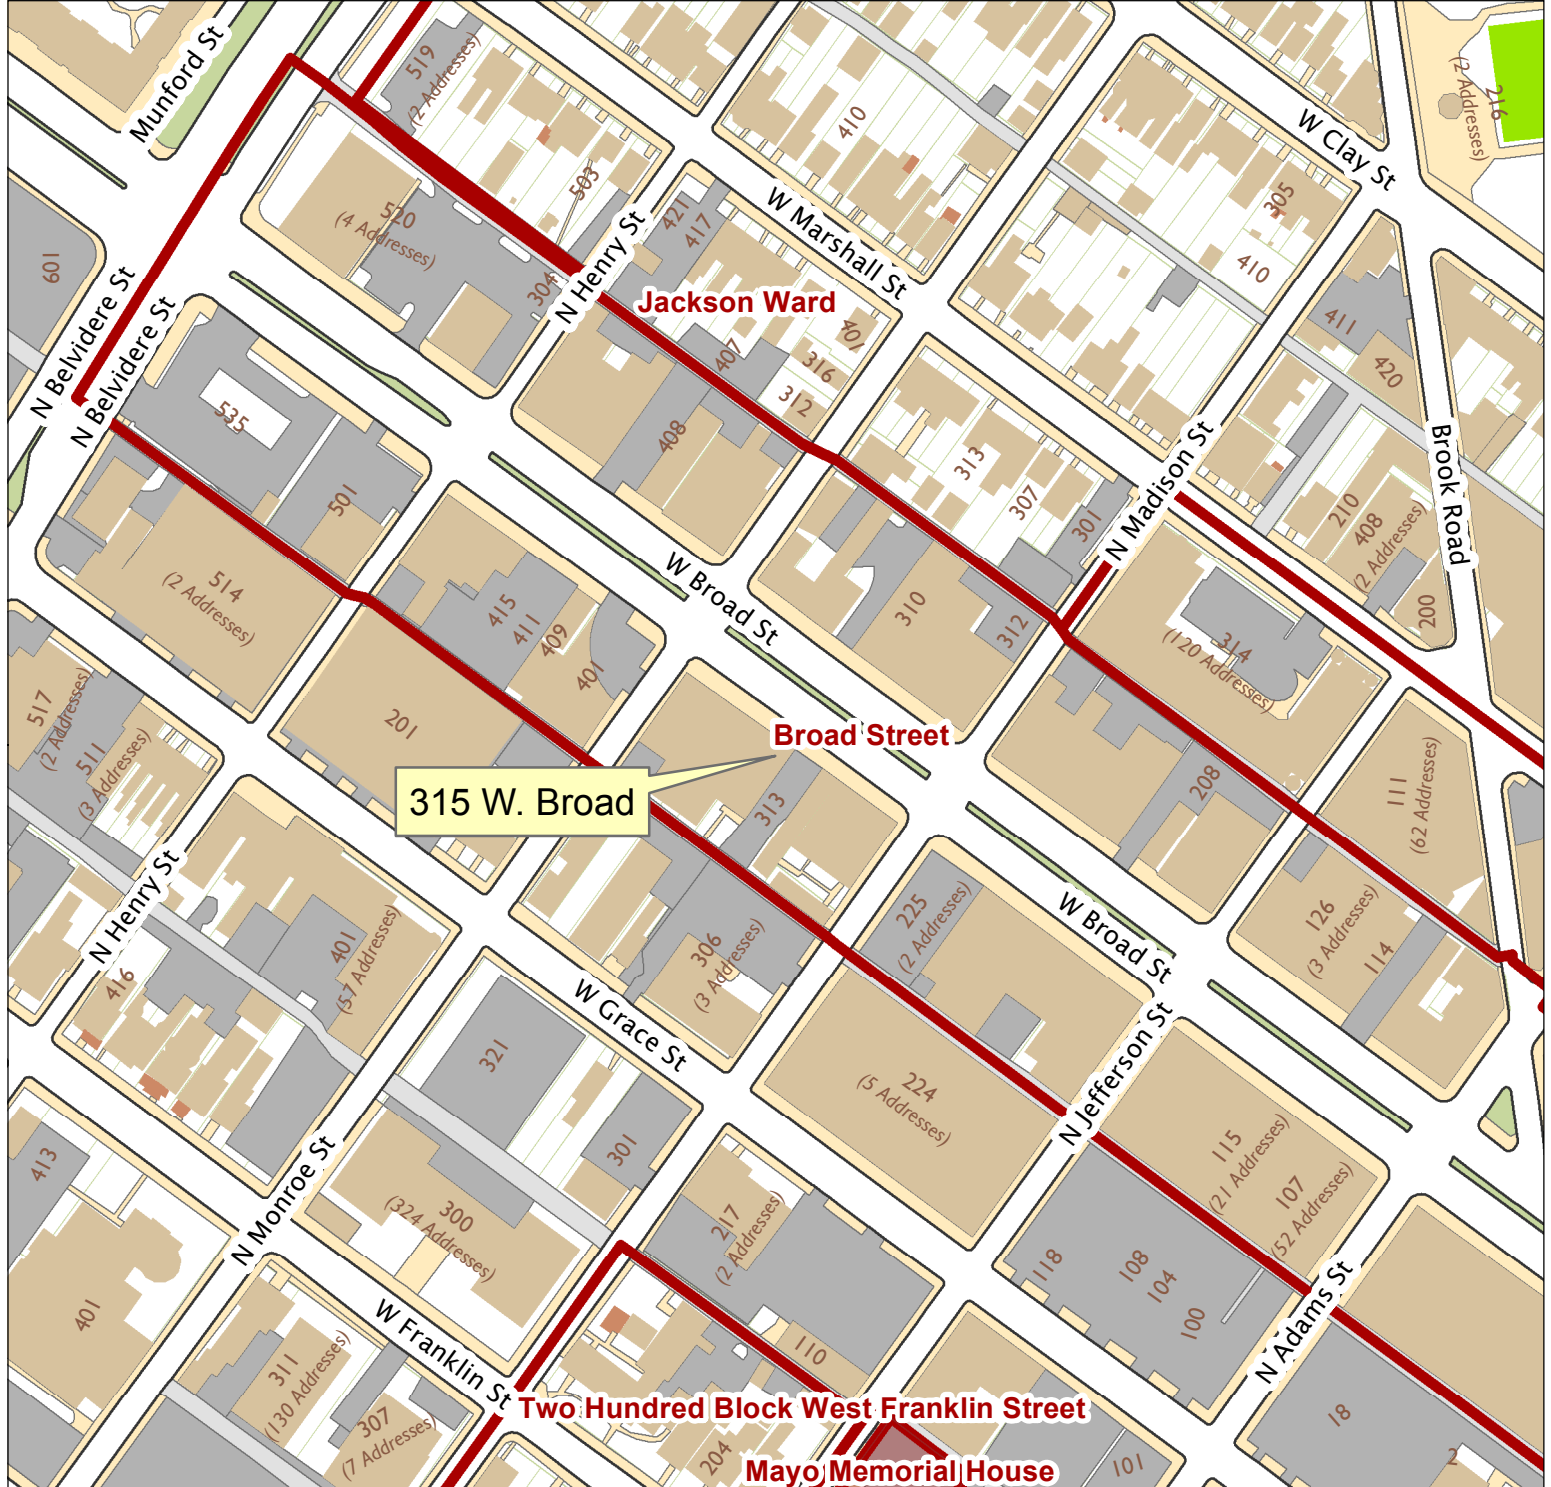 Munford St
519
(2 Addresses)
410
W Clay St
216
(2 Addresses)
305
W Marshall St
503
520
(4 Addresses)
421
417
N Henry St
304
601
N Belvidere St
N Belvidere St
Jackson Ward
410
411
420
401
407
316
312
535
408
501
313
307
301
N Madison St
Brook Road
210
408
(2 Addresses)
200
514
(2 Addresses)
W Broad St
415
411
409
401
310
312
314
(120 Addresses)
517
(2 Addresses)
511
(3 Addresses)
201
Broad Street
315 W. Broad
313
208
111
(62 Addresses)
N Henry St
401
(57 Addresses)
416
306
(3 Addresses)
225
(2 Addresses)
W Broad St
126
(3 Addresses)
114
W Grace St
321
224
(5 Addresses)
N Jefferson St
413
N Monroe St
300
(324 Addresses)
301
217
(2 Addresses)
115
(21 Addresses)
107
(52 Addresses)
118
108
104
100
N Adams St
401
W Franklin St
311
(130 Addresses)
307
(7 Addresses)
110
Two Hundred Block West Franklin Street
204
Mayo Memorial House
101
18
2